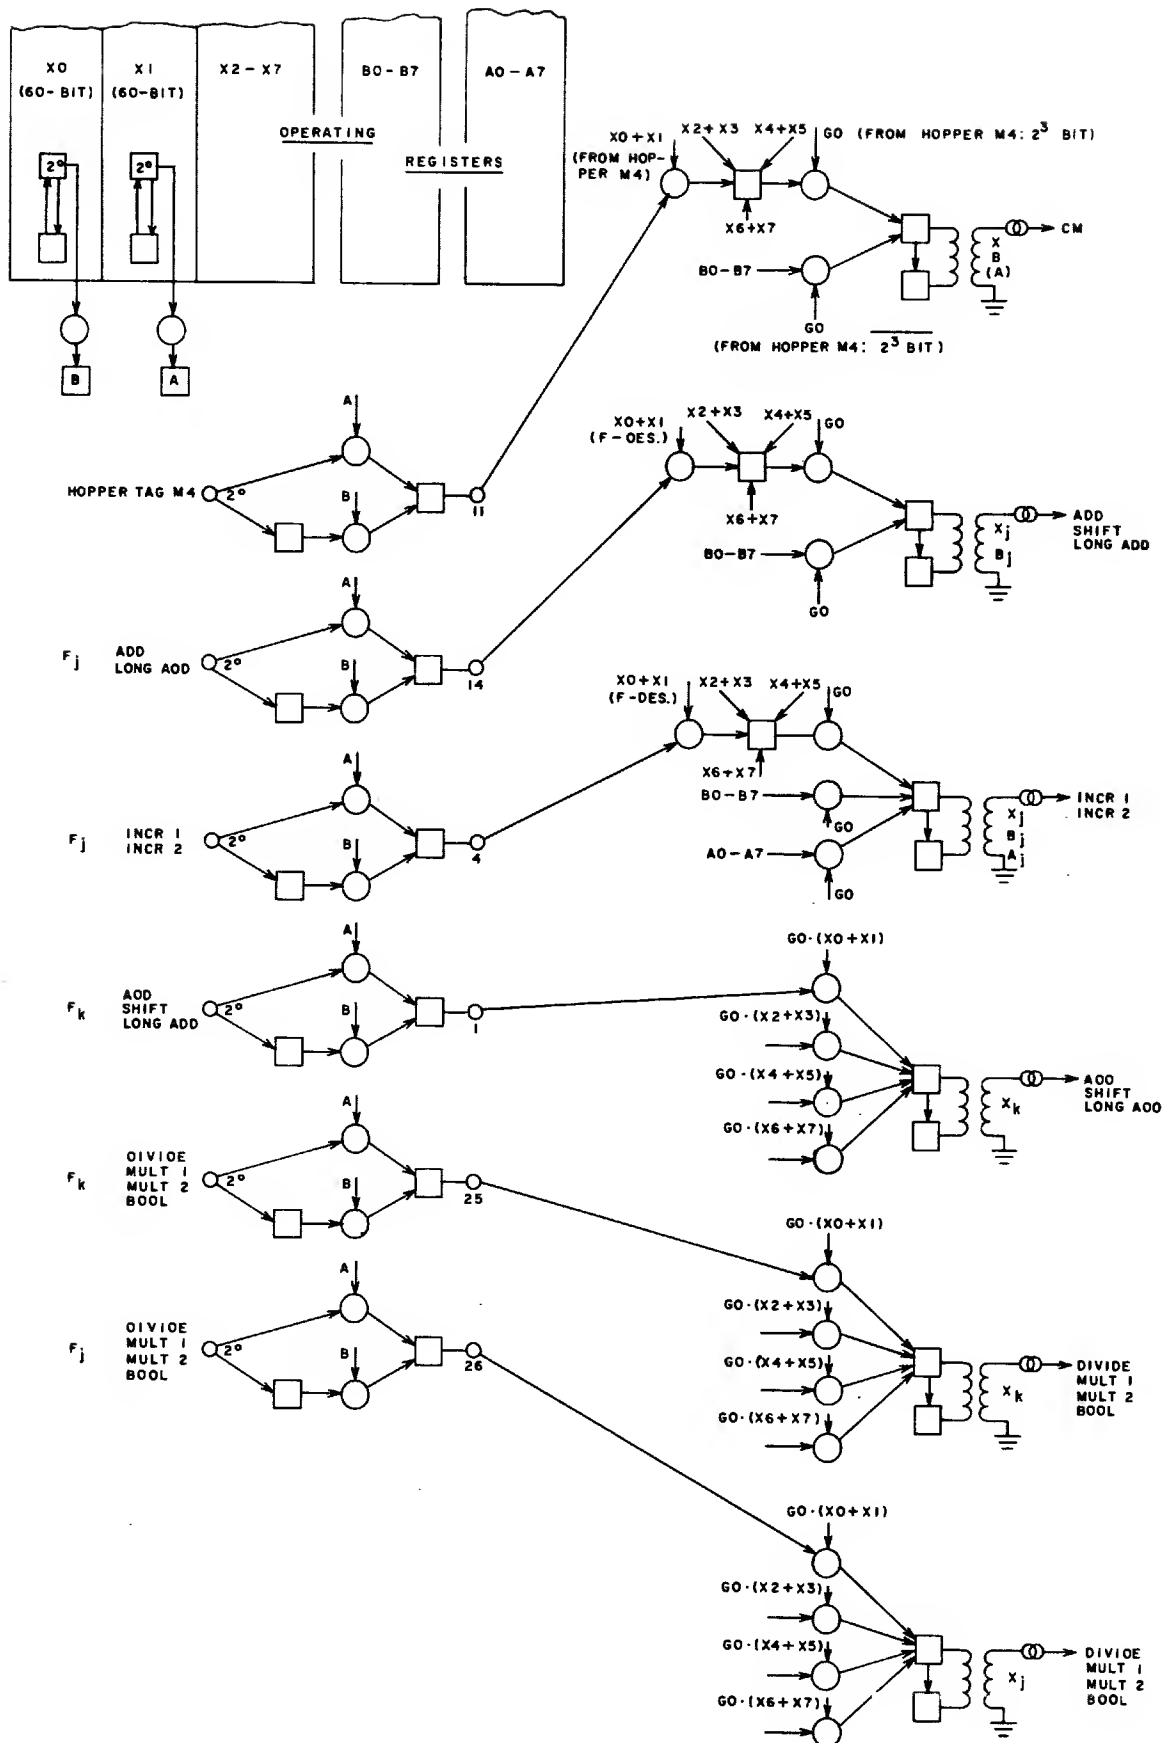 X0
(60-BIT)
X1
(60-BIT)
X2-X7
B0-B7
A0-A7
OPERATING
REGISTERS
2⁰
2⁰
B
A
X0+X1
(FROM HOP-
PER M4)
X2+X3
X4+X5
GO (FROM HOPPER M4: 2³ BIT)
X6+X7
B0-B7
GO
(FROM HOPPER M4: 2³ BIT)
X
B
(A)
CM
HOPPER TAG M4
2⁰
A
B
11
X0+X1
(F-DES.)
X2+X3
X4+X5
GO
X6+X7
B0-B7
GO
Xj
Bj
ADD
SHIFT
LONG ADD
Fj
ADD
LONG ADD
2⁰
A
B
14
X0+X1
(F-DES.)
X2+X3
X4+X5
GO
X6+X7
B0-B7
GO
A0-A7
GO
Xj
Bj
Aj
INCR 1
INCR 2
Fj
INCR 1
INCR 2
2⁰
A
B
4
Fk
ADD
SHIFT
LONG ADD
2⁰
A
B
1
GO·(X0+X1)
GO·(X2+X3)
GO·(X4+X5)
GO·(X6+X7)
Xk
ADD
SHIFT
LONG ADD
Fk
DIVIDE
MULT 1
MULT 2
BOOL
2⁰
A
B
25
GO·(X0+X1)
GO·(X2+X3)
GO·(X4+X5)
GO·(X6+X7)
Xk
DIVIDE
MULT 1
MULT 2
BOOL
Fj
DIVIDE
MULT 1
MULT 2
BOOL
2⁰
A
B
26
GO·(X0+X1)
GO·(X2+X3)
GO·(X4+X5)
GO·(X6+X7)
Xj
DIVIDE
MULT 1
MULT 2
BOOL